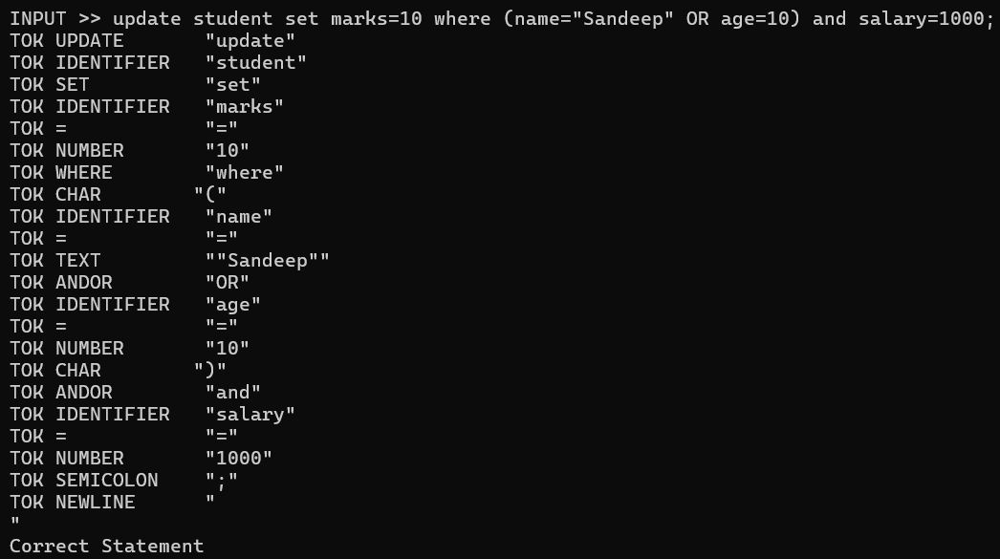 INPUT >> update student set marks=10 where (name="Sandeep" OR age=10) and salary=1000;
TOK UPDATE       "update"
TOK IDENTIFIER   "student"
TOK SET          "set"
TOK IDENTIFIER   "marks"
TOK =            "="
TOK NUMBER       "10"
TOK WHERE        "where"
TOK CHAR        "("
TOK IDENTIFIER   "name"
TOK =            "="
TOK TEXT         ""Sandeep""
TOK ANDOR        "OR"
TOK IDENTIFIER   "age"
TOK =            "="
TOK NUMBER       "10"
TOK CHAR        ")"
TOK ANDOR        "and"
TOK IDENTIFIER   "salary"
TOK =            "="
TOK NUMBER       "1000"
TOK SEMICOLON    ";"
TOK NEWLINE      "
"
Correct Statement